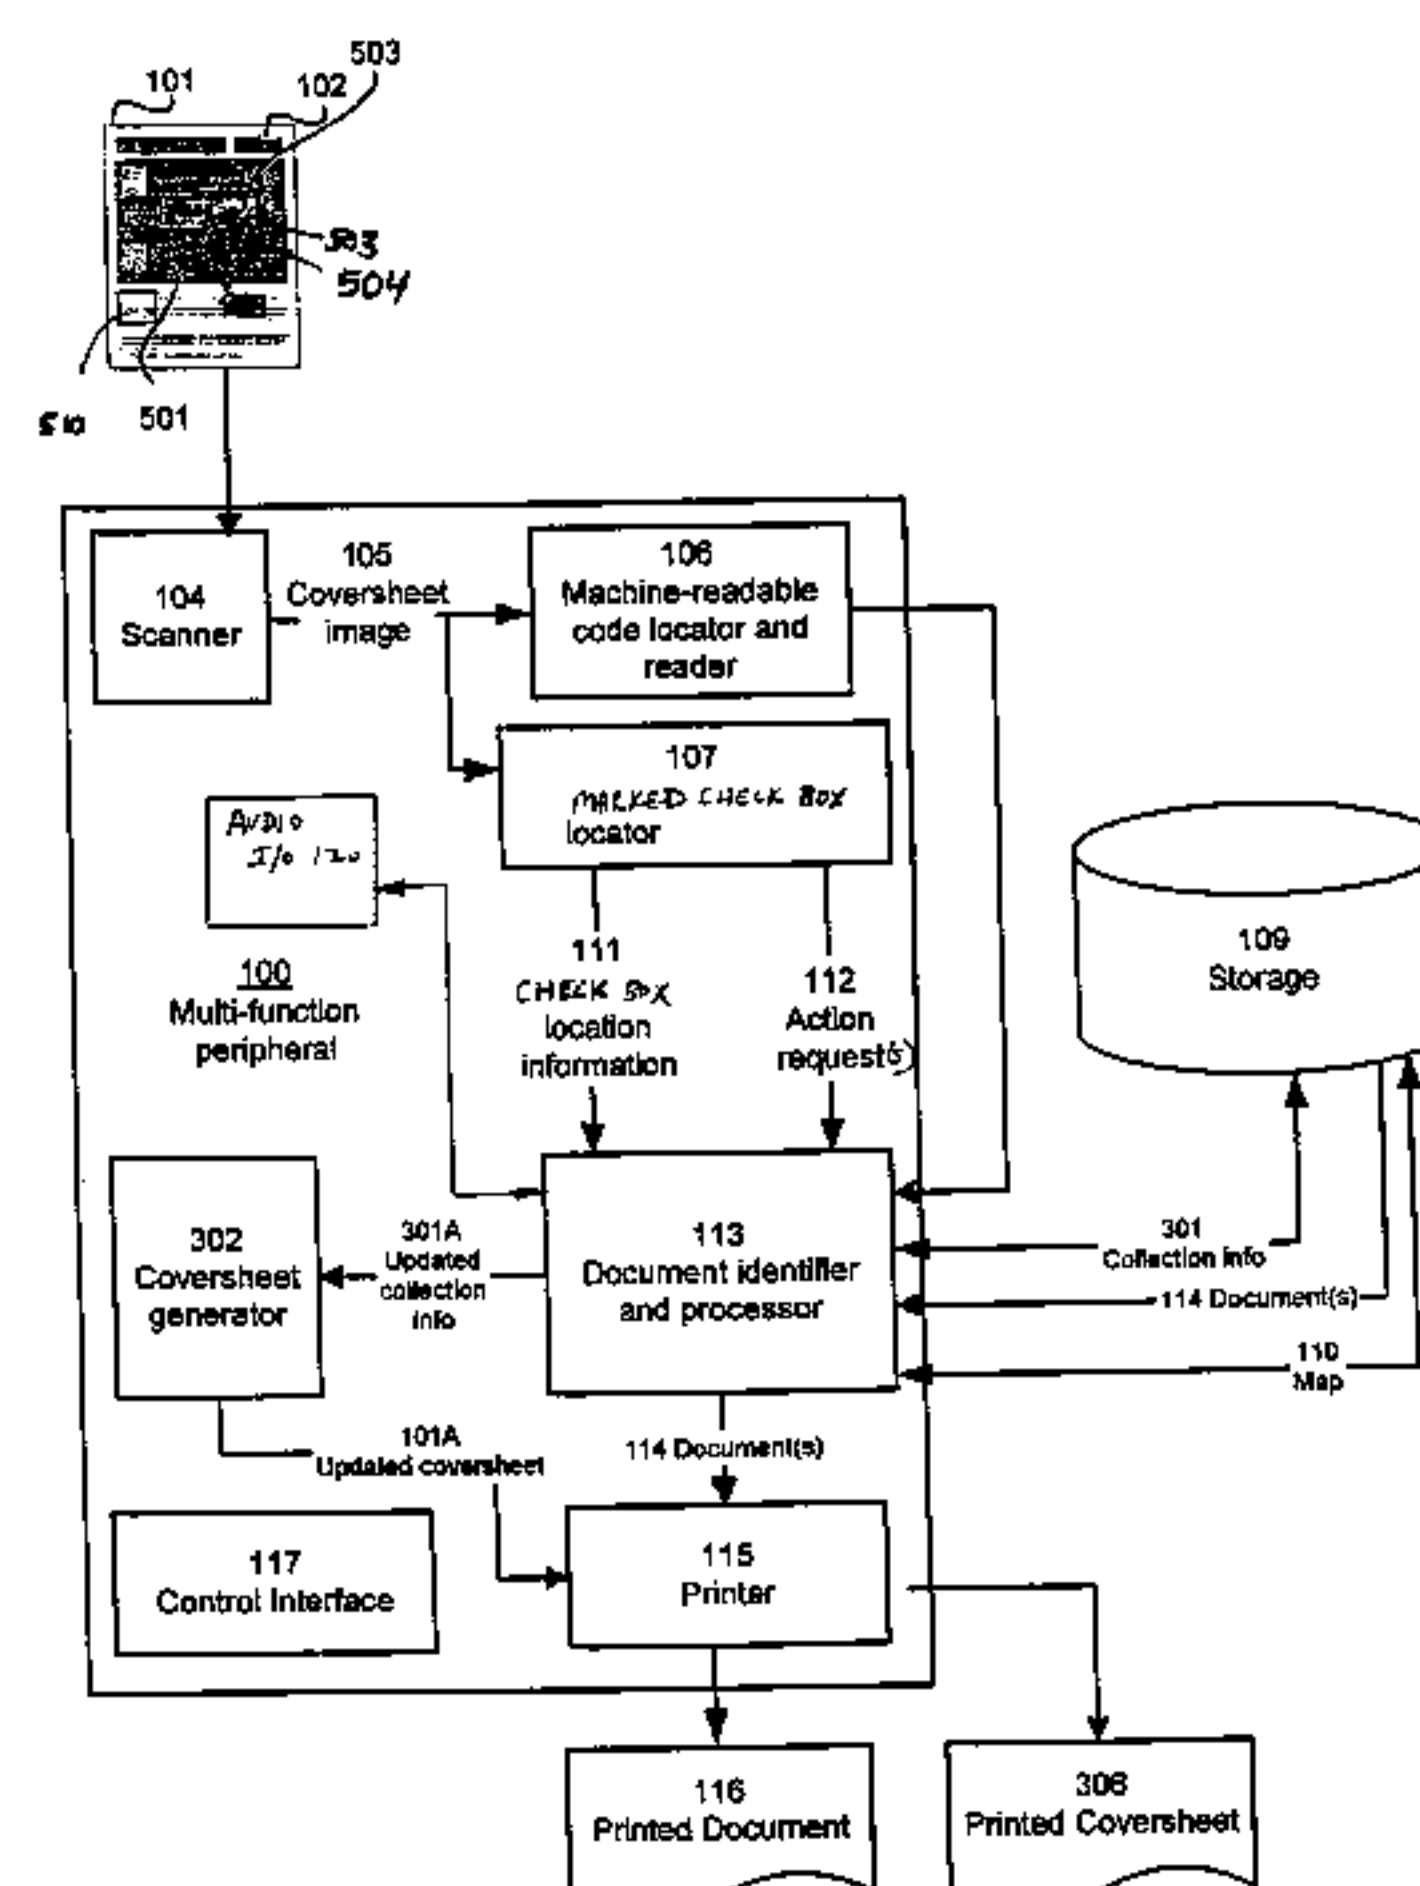 503
101
102
503
504
510
501
104
Scanner
105
Coversheet
image
106
Machine-readable
code locator and
reader
107
MARKED CHECK BOX
locator
AUDIO
I/O
100
Multi-function
peripheral
111
CHECK BOX
location
information
112
Action
request(s)
109
Storage
302
Coversheet
generator
301A
Updated
collection
info
113
Document identifier
and processor
301
Collection info
114 Document(s)
110
Map
101A
Updated coversheet
114 Document(s)
117
Control Interface
115
Printer
116
Printed Document
306
Printed Coversheet